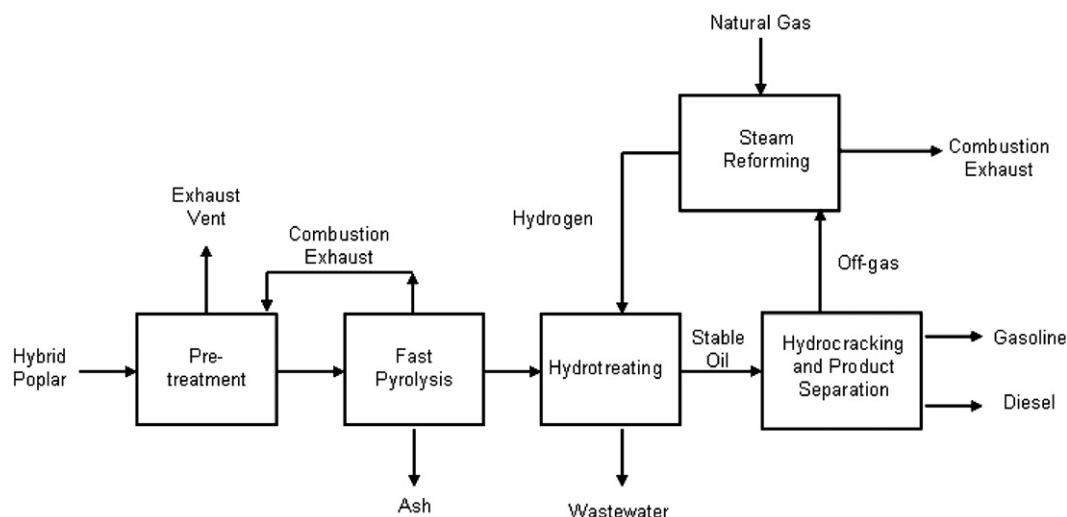 Natural Gas
Steam
Reforming
Combustion
Exhaust
Exhaust
Vent
Combustion
Exhaust
Hydrogen
Off-gas
Hybrid
Poplar
Pre-
treatment
Fast
Pyrolysis
Hydrotreating
Stable
Oil
Hydrocracking
and Product
Separation
Gasoline
Diesel
Ash
Wastewater